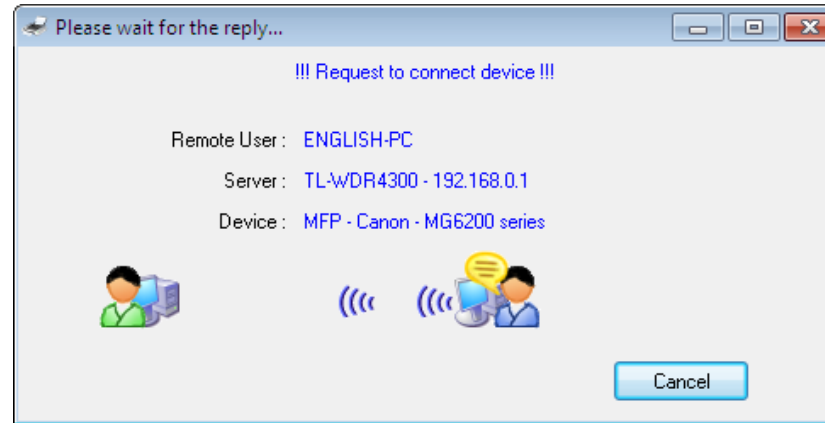 Please wait for the reply...
!!! Request to connect device !!!
Remote User : ENGLISH-PC
Server : TL-WDR4300 - 192.168.0.1
Device : MFP - Canon - MG6200 series
Cancel